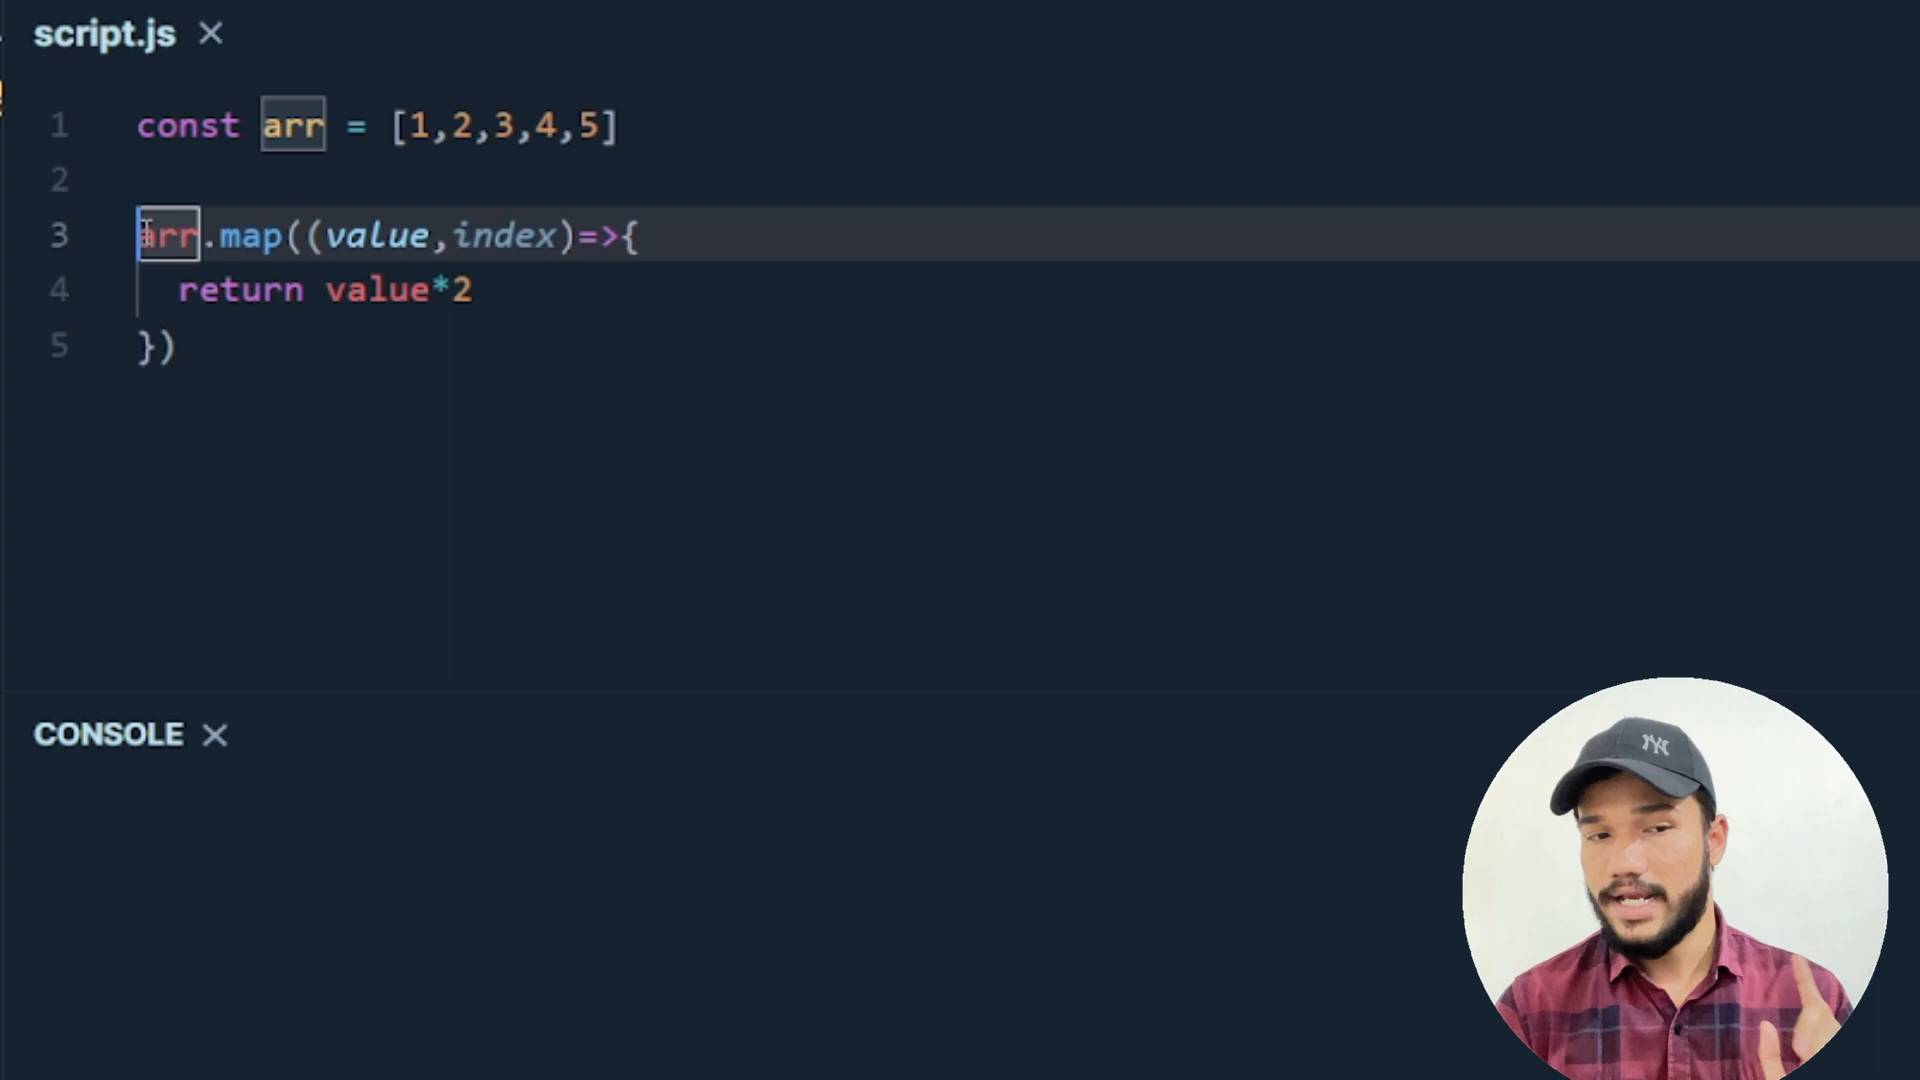 script.js ×
1 const arr = [1,2,3,4,5]
2
3 arr.map((value,index)=>{
4 return value*2
5 })
CONSOLE ×
NY